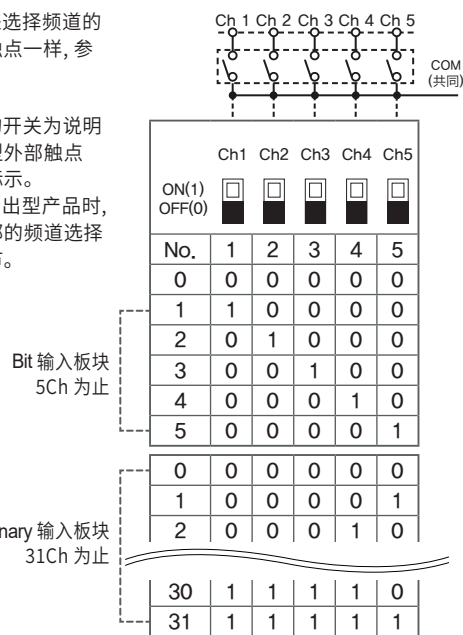 选择频道的
点一样, 参
开关为说明
外部触点
示。
出型产品时,
的频道选择
Ch 1 Ch 2 Ch 3 Ch 4 Ch 5
COM
(共同)
Ch1 Ch2 Ch3 Ch4 Ch5
ON(1)
OFF(0)
No. 1 2 3 4 5
0 0 0 0 0 0
1 1 0 0 0 0
2 0 1 0 0 0
3 0 0 1 0 0
4 0 0 0 1 0
5 0 0 0 0 1
Bit 输入板块
5Ch 为止
0 0 0 0 0 0
1 0 0 0 0 1
2 0 0 0 1 0
30 1 1 1 1 0
31 1 1 1 1 1
nary 输入板块
31Ch 为止